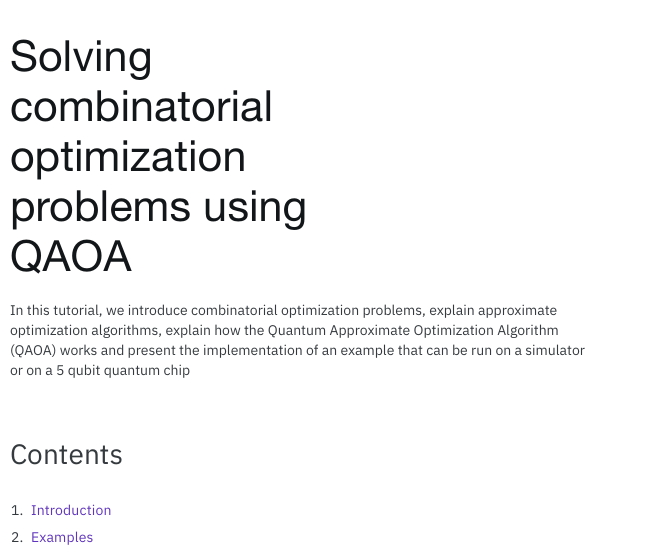 Solving
combinatorial
optimization
problems using
QAOA
In this tutorial, we introduce combinatorial optimization problems, explain approximate
optimization algorithms, explain how the Quantum Approximate Optimization Algorithm
(QAOA) works and present the implementation of an example that can be run on a simulator
or on a 5 qubit quantum chip
Contents
1. Introduction
2. Examples